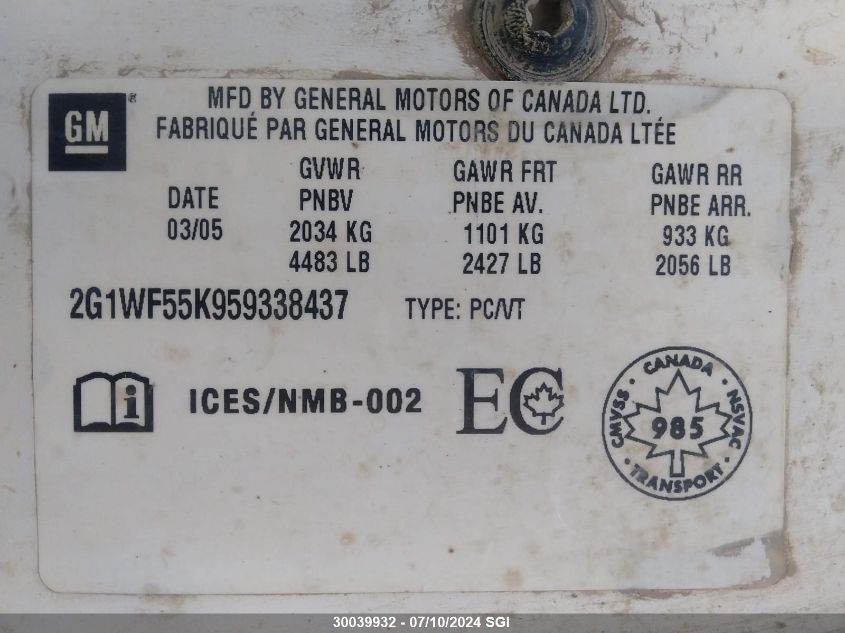 GM ®
MFD BY GENERAL MOTORS OF CANADA LTD.
FABRIQUÉ PAR GENERAL MOTORS DU CANADA LTÉE
DATE
03/05
GVWR
PNBV
2034 KG
4483 LB
GAWR FRT
PNBE AV.
1101 KG
2427 LB
GAWR RR
PNBE ARR.
933 KG
2056 LB
2G1WF55K959338437 TYPE: PC/VT
i ICES/NMB-002 EC
CANADA
CMVSS · NSVAC
985
TRANSPORT
30039932 - 07/10/2024 SGI